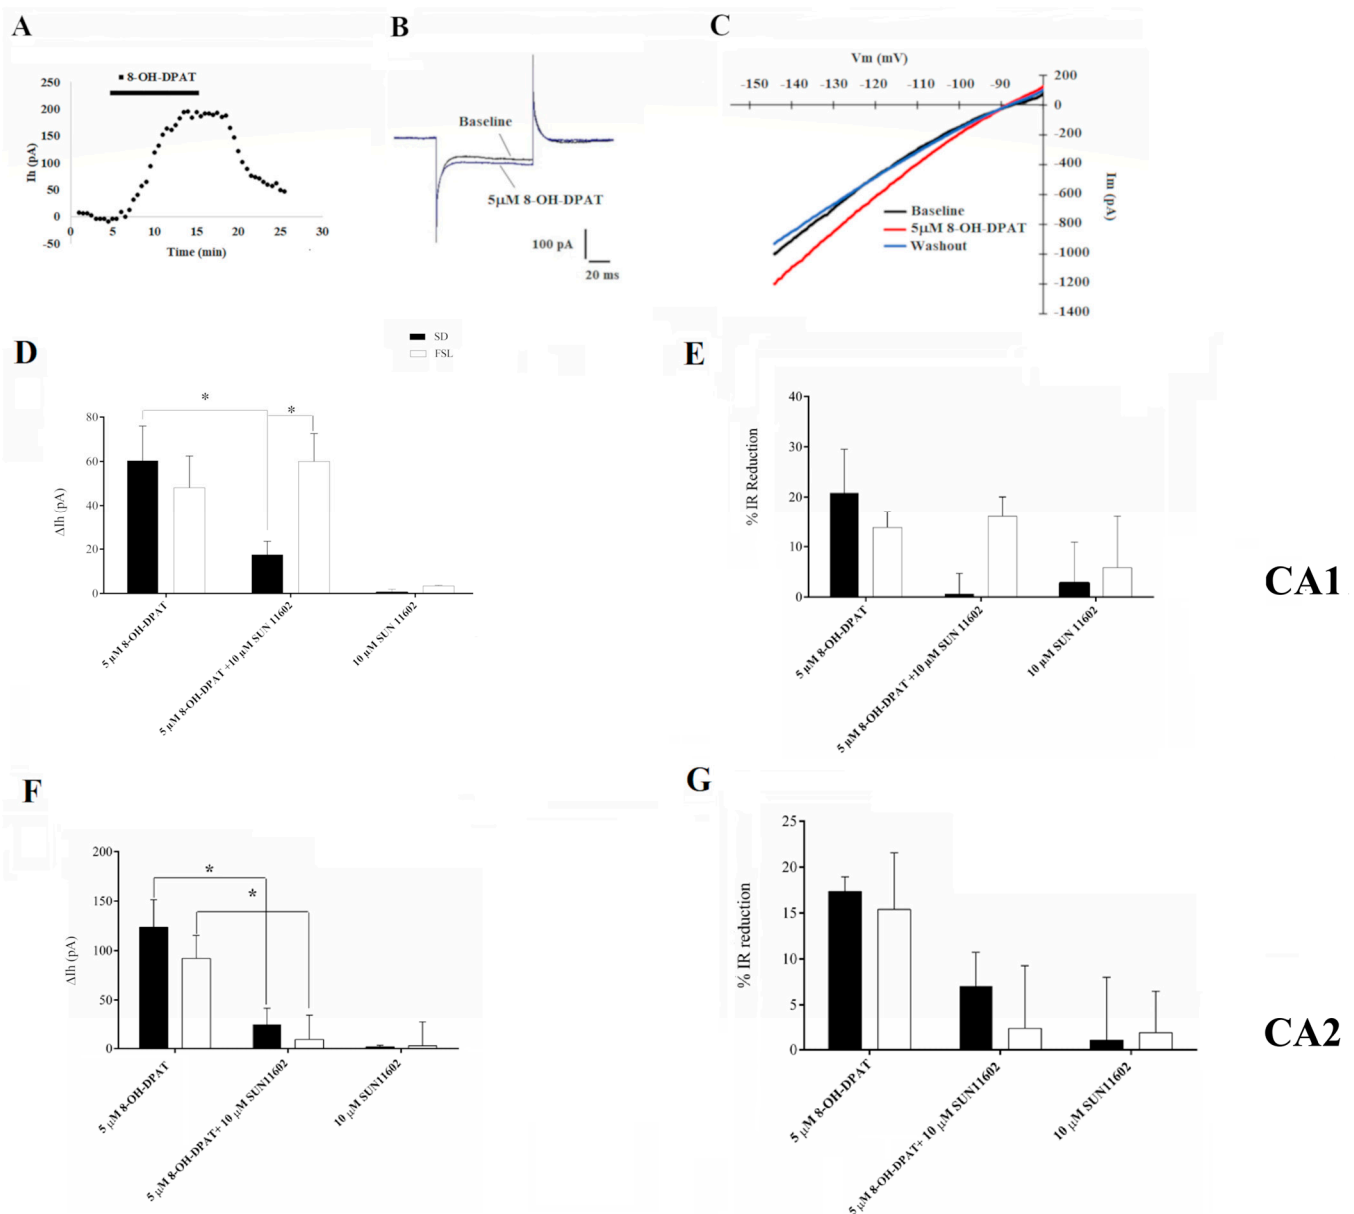 A
B
C
8-OH-DPAT
250
200
150
100
50
0
-50
Ih (pA)
0
5
10
15
20
25
30
Time (min)
Baseline
5μM 8-OH-DPAT
100 pA
20 ms
Vm (mV)
-150
-130
-120
-110
-100
-90
200
0
-200
-400
-600
-800
-1000
-1200
-1400
Im (pA)
Baseline
5μM 8-OH-DPAT
Washout
SD
FSL
D
80
60
40
20
0
ΔIh (pA)
*
*
5 μM 8-OH-DPAT
5 μM 8-OH-DPAT +10 μM SUN 11602
10 μM SUN 11602
E
40
30
20
10
0
% IR Reduction
5 μM 8-OH-DPAT
5 μM 8-OH-DPAT +10 μM SUN 11602
10 μM SUN 11602
CA1
F
200
150
100
50
0
ΔIh (pA)
*
*
5 μM 8-OH-DPAT
5 μM 8-OH-DPAT+ 10 μM SUN11602
10 μM SUN11602
G
25
20
15
10
5
0
% IR reduction
5 μM 8-OH-DPAT
5 μM 8-OH-DPAT+ 10 μM SUN11602
10 μM SUN11602
CA2